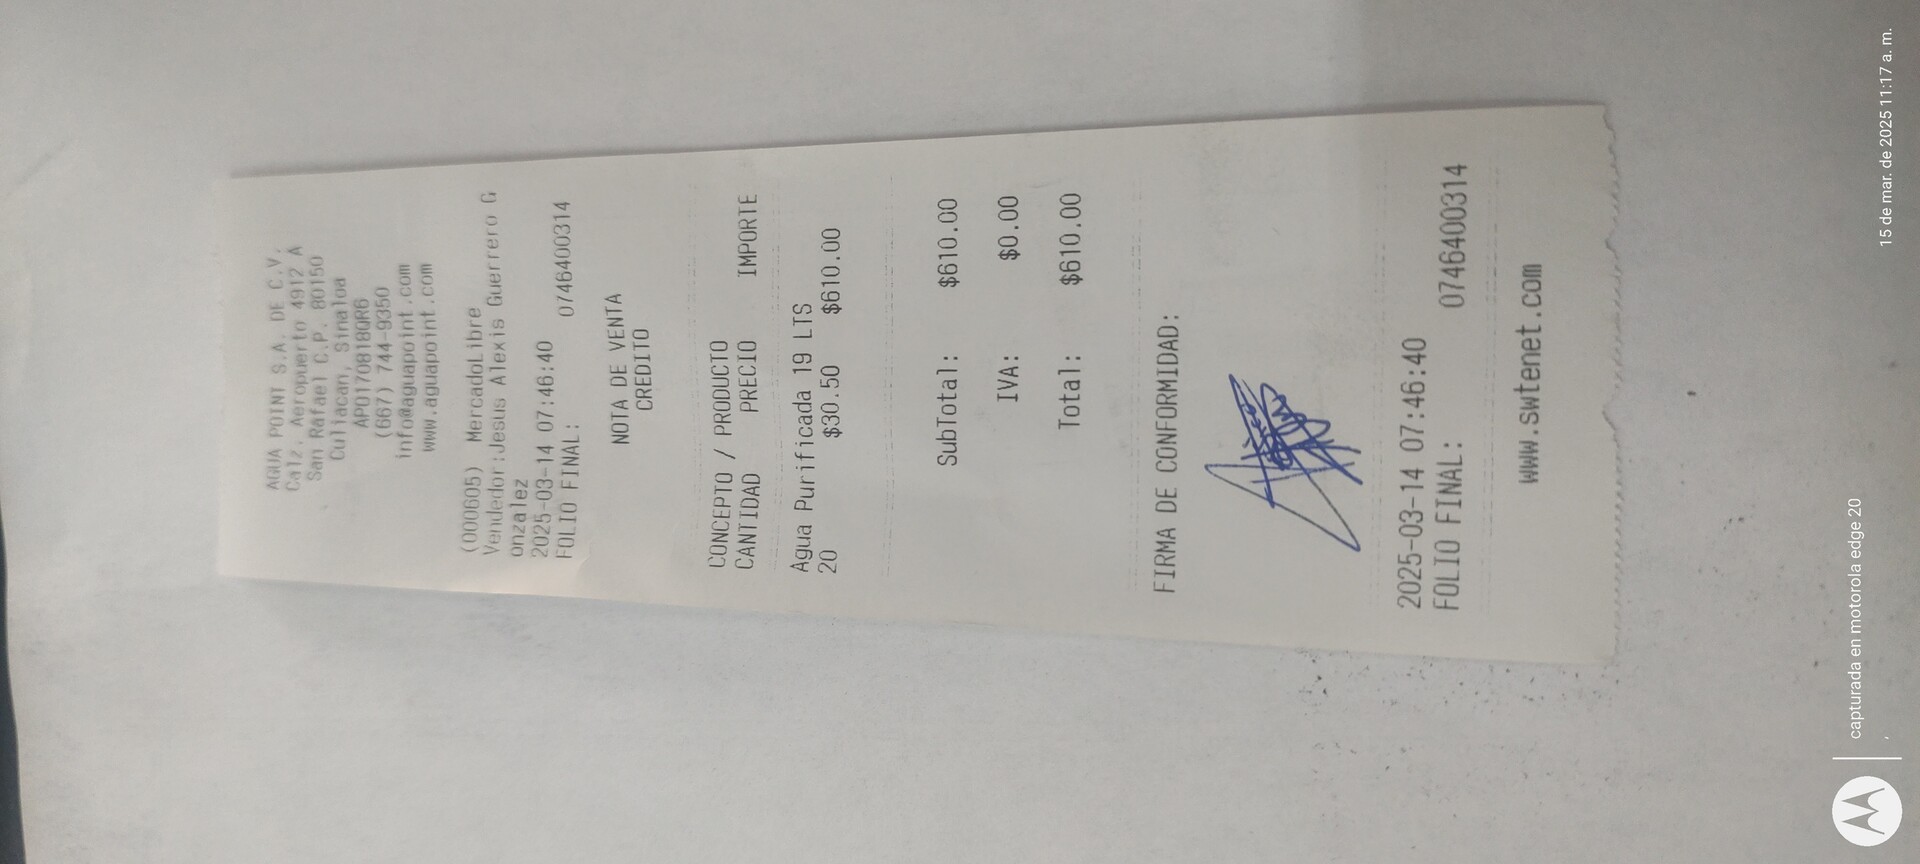 AGUA POINT S.A. DE C.V.
Calz. Aeropuerto 4912 A
San Rafael C.P. 80150
Culiacan, Sinaloa
APO170818QR6
(667) 744-9350
info@aguapoint.com
www.aguapoint.com
(000605) MercadoLibre
Vendedor:Jesus Alexis Guerrero G
onzalez
2025-03-14 07:46:40
FOLIO FINAL: 0746400314
NOTA DE VENTA
CREDITO
CONCEPTO / PRODUCTO
CANTIDAD PRECIO IMPORTE
Agua Purificada 19 LTS
20 $30.50 $610.00
SubTotal: $610.00
IVA: $0.00
Total: $610.00
FIRMA DE CONFORMIDAD:
2025-03-14 07:46:40
FOLIO FINAL: 0746400314
www.swtenet.com
capturada en motorola edge 20
15 de mar. de 2025 11:17 a. m.